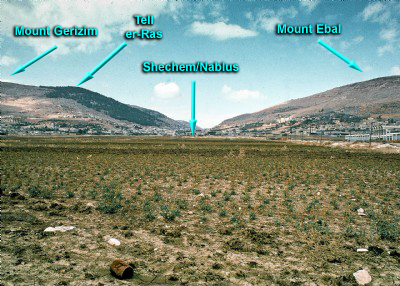 Mount Gerizim
Tell
er-Ras
Mount Ebal
Shechem/Nablus